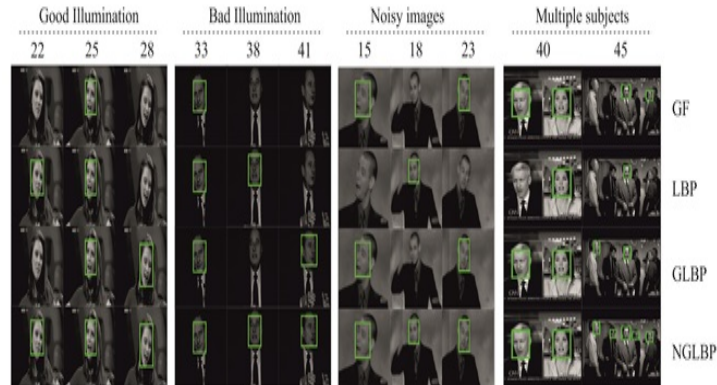 Good Illumination Bad Illumination Noisy images Multiple subjects
22 25 28 33 38 41 15 18 23 40 45
GF
LBP
GLBP
NGLBP